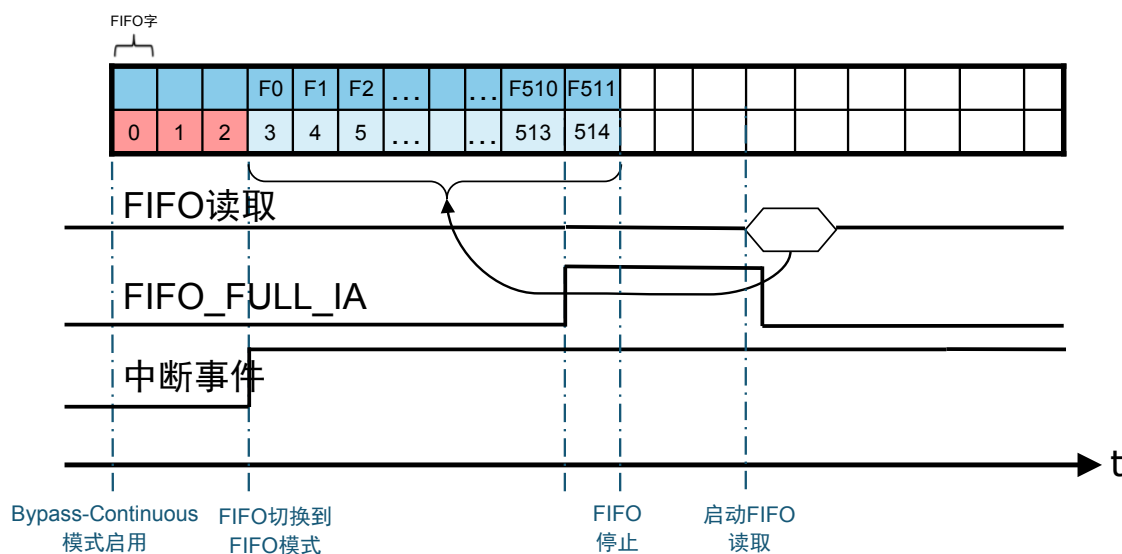 FIFO字
F0 F1 F2 ... ... F510 F511
0 1 2 3 4 5 ... ... 513 514
FIFO读取
FIFO_FULL_IA
中断事件
t
Bypass-Continuous
模式启用
FIFO切换到
FIFO模式
FIFO
停止
启动FIFO
读取